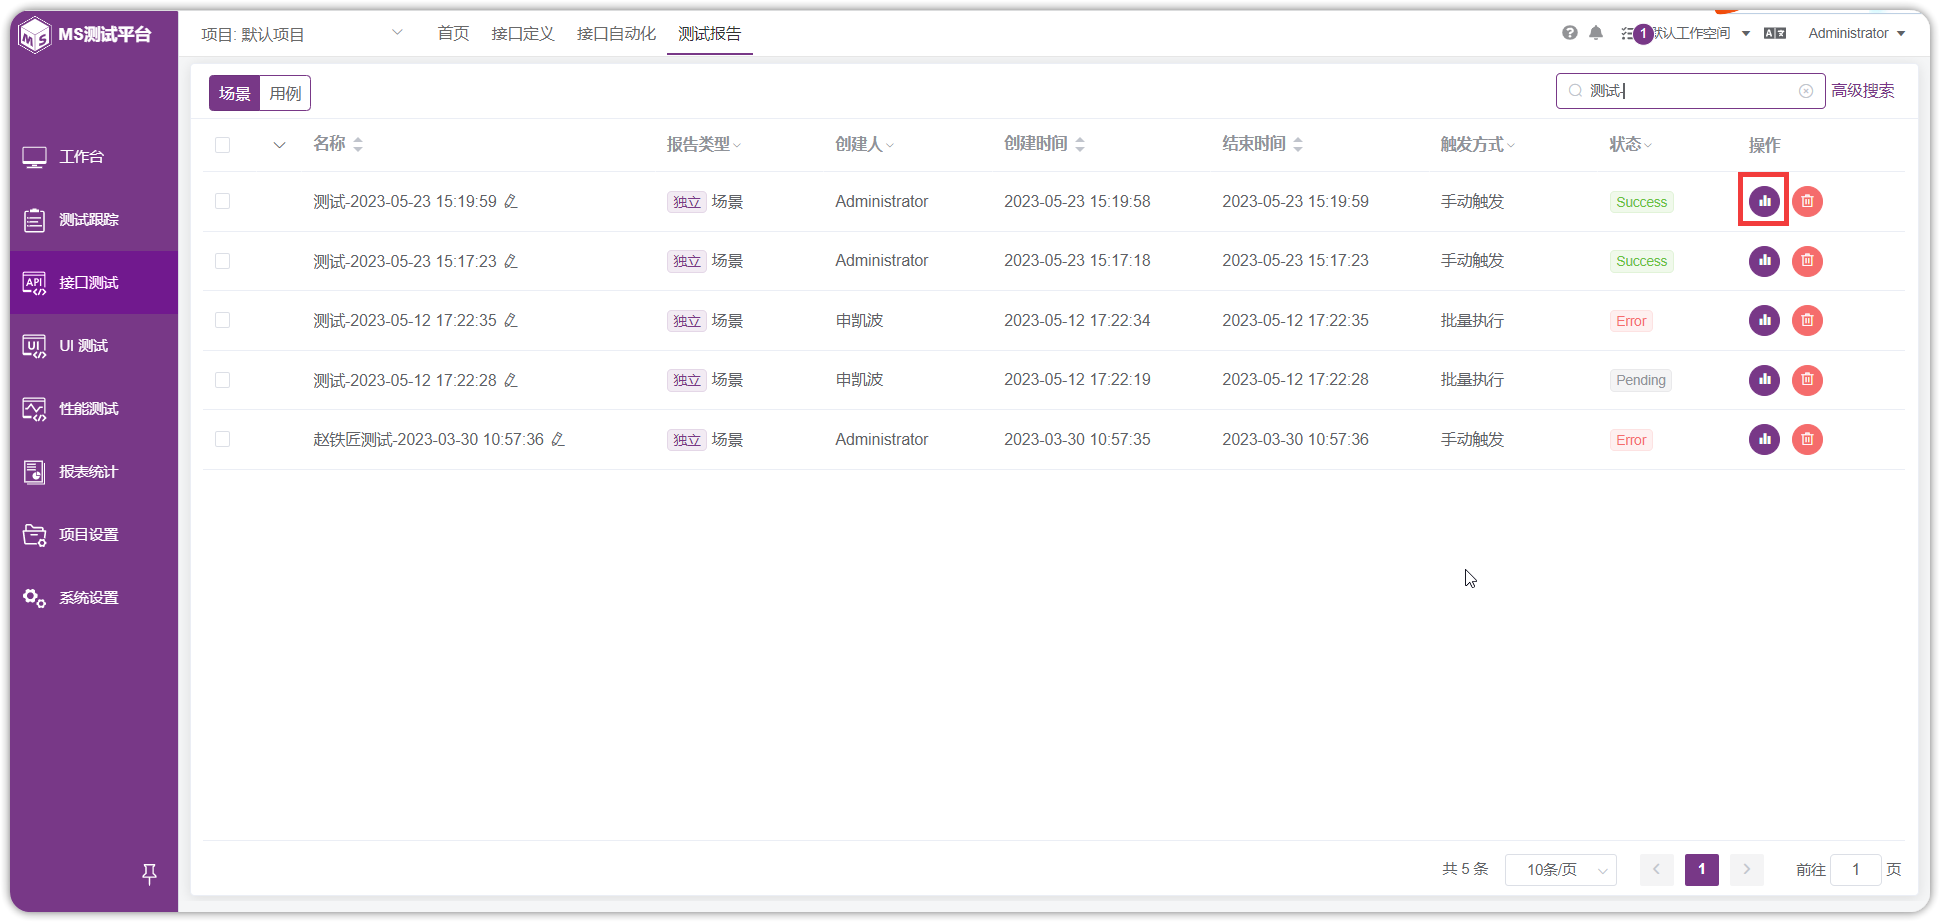 MS测试平台
项目: 默认项目
首页
接口定义
接口自动化
测试报告
1
默认工作空间
Administrator
工作台
测试跟踪
接口测试
UI 测试
性能测试
报表统计
项目设置
系统设置
场景
用例
测试-
高级搜索
名称 报告类型 创建人 创建时间 结束时间 触发方式 状态 操作
测试-2023-05-23 15:19:59 独立 场景 Administrator 2023-05-23 15:19:58 2023-05-23 15:19:59 手动触发 Success
测试-2023-05-23 15:17:23 独立 场景 Administrator 2023-05-23 15:17:18 2023-05-23 15:17:23 手动触发 Success
测试-2023-05-12 17:22:35 独立 场景 申凯波 2023-05-12 17:22:34 2023-05-12 17:22:35 批量执行 Error
测试-2023-05-12 17:22:28 独立 场景 申凯波 2023-05-12 17:22:19 2023-05-12 17:22:28 批量执行 Pending
赵铁匠测试-2023-03-30 10:57:36 独立 场景 Administrator 2023-03-30 10:57:35 2023-03-30 10:57:36 手动触发 Error
共 5 条 10条/页 1 前往 1 页